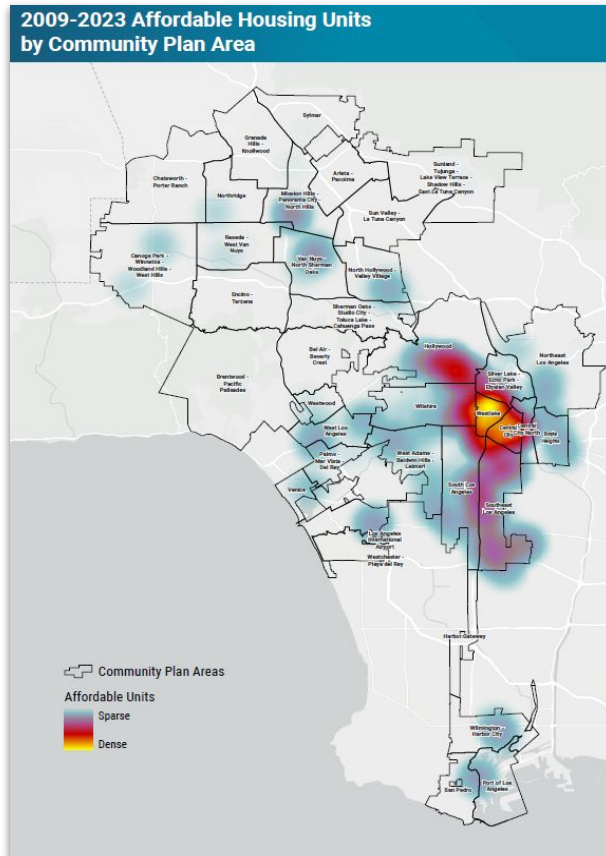 2009-2023 Affordable Housing Units
by Community Plan Area
Sylmar
Granada
Hills -
Knollwood
Arleta -
Pacoima
Sunland -
Tujunga -
Lake View Terrace -
Shadow Hills -
East La Tuna Canyon
Chatsworth -
Porter Ranch
Northridge
Mission Hills -
Panorama City -
North Hills
Sun Valley -
La Tuna Canyon
Reseda -
West Van
Nuys
Canoga Park -
Winnetka -
Woodland Hills -
West Hills
Van Nuys -
North Sherman
Oaks
North Hollywood -
Valley Village
Encino -
Tarzana
Sherman Oaks -
Studio City -
Toluca Lake -
Cahuenga Pass
Hollywood
Bel Air -
Beverly
Crest
Northeast
Los Angeles
Brentwood -
Pacific
Palisades
Silver Lake -
Echo Park -
Elysian Valley
Westwood
Wilshire
Westlake
West Los
Angeles
Central
City
Central
City North
Boyle
Heights
Palms -
Mar Vista -
Del Rey
West Adams -
Baldwin Hills -
Leimert
South Los
Angeles
Venice
Southeast
Los Angeles
Los Angeles
International
Airport
Westchester -
Playa del Rey
Harbor Gateway
Community Plan Areas
Affordable Units
Sparse
Dense
Wilmington -
Harbor City
San Pedro
Port of Los
Angeles